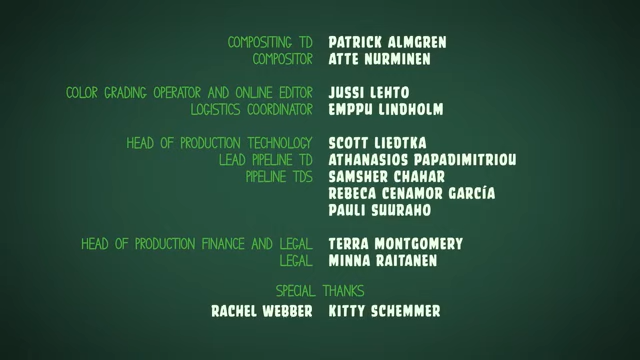 COMPOSITING TD PATRICK ALMGREN
COMPOSITOR ATTE NURMINEN
COLOR GRADING OPERATOR AND ONLINE EDITOR JUSSI LEHTO
LOGISTICS COORDINATOR EMPPU LINDHOLM
HEAD OF PRODUCTION TECHNOLOGY SCOTT LIEDTKA
LEAD PIPELINE TD ATHANASIOS PAPADIMITRIOU
PIPELINE TDS SAMSHER CHAHAR
REBECA CENAMOR GARCÍA
PAULI SUURAHO
HEAD OF PRODUCTION FINANCE AND LEGAL TERRA MONTGOMERY
LEGAL MINNA RAITANEN
SPECIAL THANKS
RACHEL WEBBER KITTY SCHEMMER